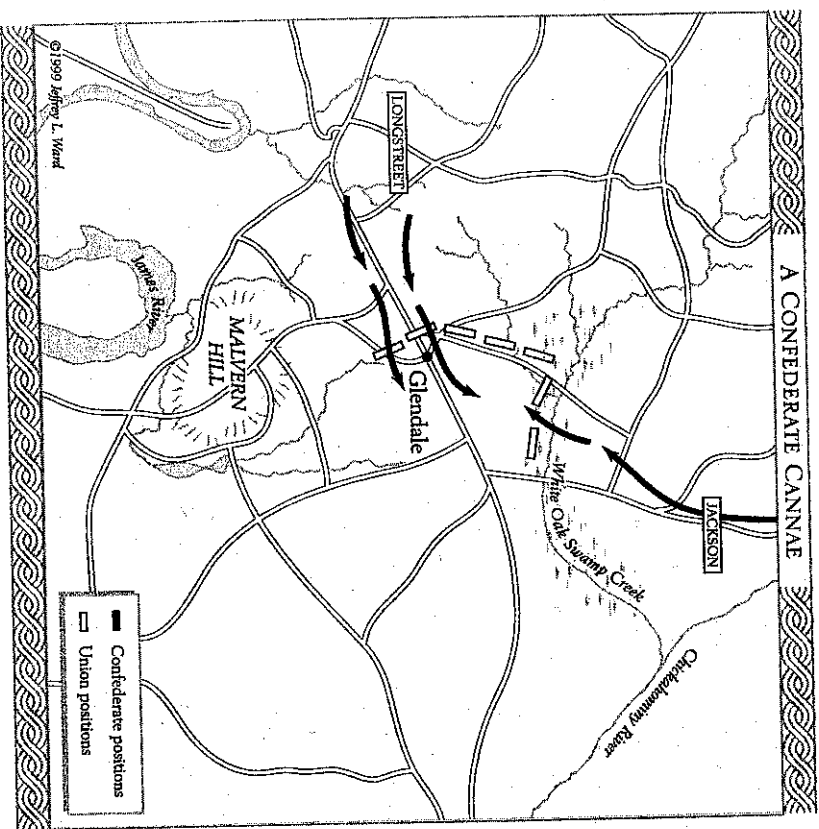 A CONFEDERATE CANNAE
JACKSON
Chickahominy River
White Oak Swamp Creek
LONGSTREET
Glendale
MALVERN
HILL
James River
Confederate positions
Union positions
©1999 Jeffrey L. Ward